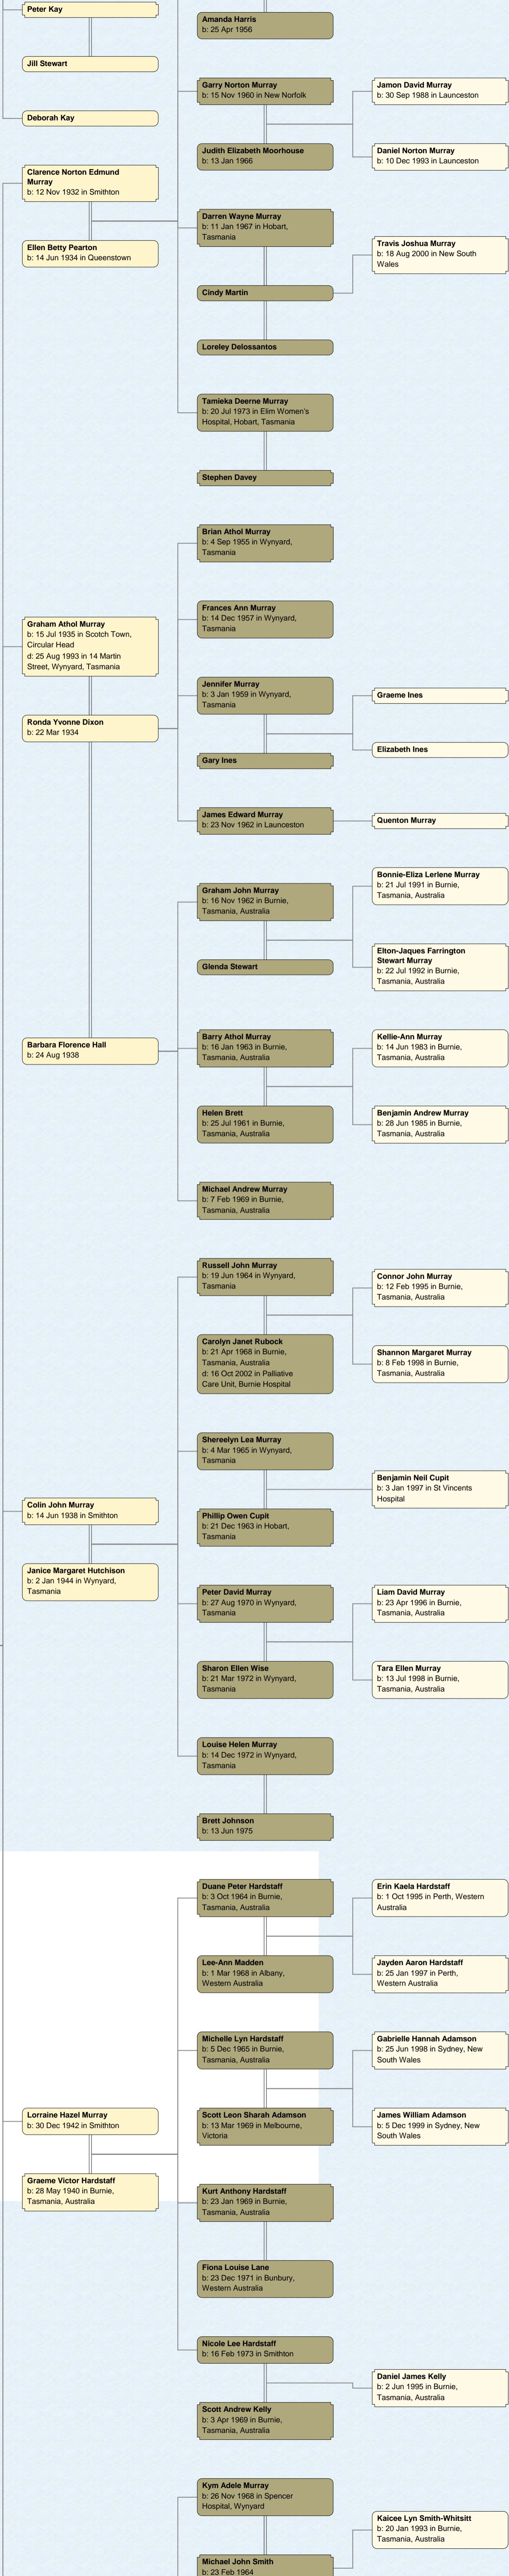 Peter Kay
Jill Stewart
Deborah Kay
Clarence Norton Edmund
Murray
b: 12 Nov 1932 in Smithton
Ellen Betty Pearton
b: 14 Jun 1934 in Queenstown
Amanda Harris
b: 25 Apr 1956
Garry Norton Murray
b: 15 Nov 1960 in New Norfolk
Judith Elizabeth Moorhouse
b: 13 Jan 1966
Jamon David Murray
b: 30 Sep 1988 in Launceston
Daniel Norton Murray
b: 10 Dec 1993 in Launceston
Darren Wayne Murray
b: 11 Jan 1967 in Hobart,
Tasmania
Cindy Martin
Travis Joshua Murray
b: 18 Aug 2000 in New South
Wales
Loreley Delossantos
Tamieka Deerne Murray
b: 20 Jul 1973 in Elim Women's
Hospital, Hobart, Tasmania
Stephen Davey
Graham Athol Murray
b: 15 Jul 1935 in Scotch Town,
Circular Head
d: 25 Aug 1993 in 14 Martin
Street, Wynyard, Tasmania
Ronda Yvonne Dixon
b: 22 Mar 1934
Brian Athol Murray
b: 4 Sep 1955 in Wynyard,
Tasmania
Frances Ann Murray
b: 14 Dec 1957 in Wynyard,
Tasmania
Jennifer Murray
b: 3 Jan 1959 in Wynyard,
Tasmania
Gary Ines
Graeme Ines
Elizabeth Ines
James Edward Murray
b: 23 Nov 1962 in Launceston
Quenton Murray
Barbara Florence Hall
b: 24 Aug 1938
Graham John Murray
b: 16 Nov 1962 in Burnie,
Tasmania, Australia
Glenda Stewart
Bonnie-Eliza Lerlene Murray
b: 21 Jul 1991 in Burnie,
Tasmania, Australia
Elton-Jaques Farrington
Stewart Murray
b: 22 Jul 1992 in Burnie,
Tasmania, Australia
Barry Athol Murray
b: 16 Jan 1963 in Burnie,
Tasmania, Australia
Helen Brett
b: 25 Jul 1961 in Burnie,
Tasmania, Australia
Kellie-Ann Murray
b: 14 Jun 1983 in Burnie,
Tasmania, Australia
Benjamin Andrew Murray
b: 28 Jun 1985 in Burnie,
Tasmania, Australia
Michael Andrew Murray
b: 7 Feb 1969 in Burnie,
Tasmania, Australia
Colin John Murray
b: 14 Jun 1938 in Smithton
Janice Margaret Hutchison
b: 2 Jan 1944 in Wynyard,
Tasmania
Russell John Murray
b: 19 Jun 1964 in Wynyard,
Tasmania
Carolyn Janet Rubock
b: 21 Apr 1968 in Burnie,
Tasmania, Australia
d: 16 Oct 2002 in Palliative
Care Unit, Burnie Hospital
Connor John Murray
b: 12 Feb 1995 in Burnie,
Tasmania, Australia
Shannon Margaret Murray
b: 8 Feb 1998 in Burnie,
Tasmania, Australia
Shereelyn Lea Murray
b: 4 Mar 1965 in Wynyard,
Tasmania
Phillip Owen Cupit
b: 21 Dec 1963 in Hobart,
Tasmania
Benjamin Neil Cupit
b: 3 Jan 1997 in St Vincents
Hospital
Peter David Murray
b: 27 Aug 1970 in Wynyard,
Tasmania
Sharon Ellen Wise
b: 21 Mar 1972 in Wynyard,
Tasmania
Liam David Murray
b: 23 Apr 1996 in Burnie,
Tasmania, Australia
Tara Ellen Murray
b: 13 Jul 1998 in Burnie,
Tasmania, Australia
Louise Helen Murray
b: 14 Dec 1972 in Wynyard,
Tasmania
Brett Johnson
b: 13 Jun 1975
Lorraine Hazel Murray
b: 30 Dec 1942 in Smithton
Graeme Victor Hardstaff
b: 28 May 1940 in Burnie,
Tasmania, Australia
Duane Peter Hardstaff
b: 3 Oct 1964 in Burnie,
Tasmania, Australia
Lee-Ann Madden
b: 1 Mar 1968 in Albany,
Western Australia
Erin Kaela Hardstaff
b: 1 Oct 1995 in Perth, Western
Australia
Jayden Aaron Hardstaff
b: 25 Jan 1997 in Perth,
Western Australia
Michelle Lyn Hardstaff
b: 5 Dec 1965 in Burnie,
Tasmania, Australia
Scott Leon Sharah Adamson
b: 13 Mar 1969 in Melbourne,
Victoria
Gabrielle Hannah Adamson
b: 25 Jun 1998 in Sydney, New
South Wales
James William Adamson
b: 5 Dec 1999 in Sydney, New
South Wales
Kurt Anthony Hardstaff
b: 23 Jan 1969 in Burnie,
Tasmania, Australia
Fiona Louise Lane
b: 23 Dec 1971 in Bunbury,
Western Australia
Nicole Lee Hardstaff
b: 16 Feb 1973 in Smithton
Scott Andrew Kelly
b: 3 Apr 1969 in Burnie,
Tasmania, Australia
Daniel James Kelly
b: 2 Jun 1995 in Burnie,
Tasmania, Australia
Kym Adele Murray
b: 26 Nov 1968 in Spencer
Hospital, Wynyard
Michael John Smith
b: 23 Feb 1964
Kaicee Lyn Smith-Whitsitt
b: 20 Jan 1993 in Burnie,
Tasmania, Australia